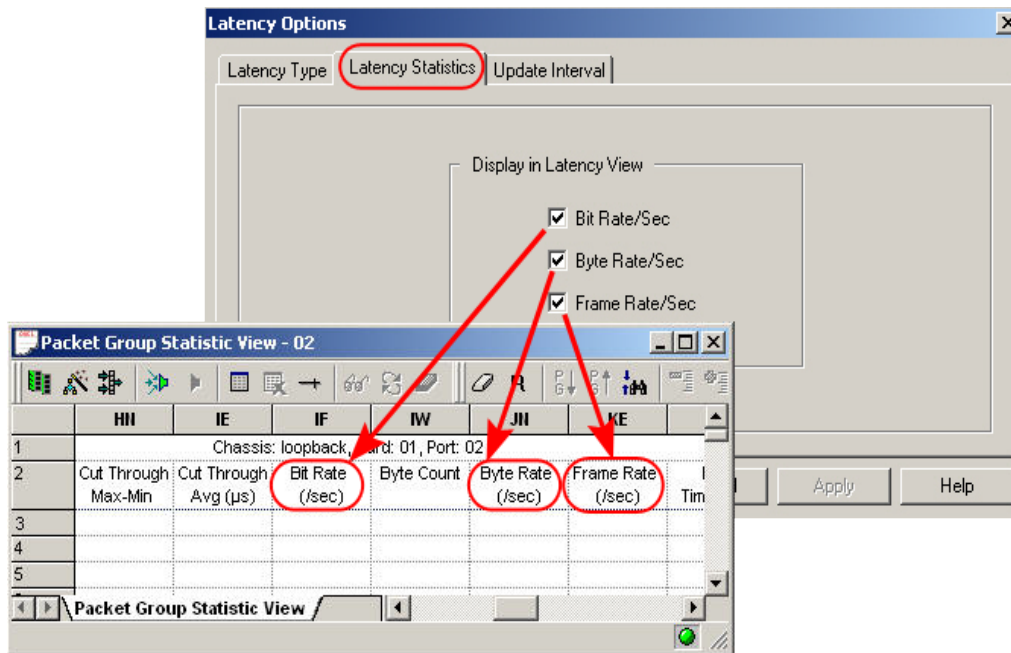 Latency Options
Latency Type Latency Statistics Update Interval
Display in Latency View
Bit Rate/Sec
Byte Rate/Sec
Frame Rate/Sec
Packet Group Statistic View - 02
HN IE IF IW JN KE
1 Chassis: loopback, Card: 01, Port: 02
2 Cut Through Cut Through Bit Rate Byte Count Byte Rate Frame Rate
Max-Min Avg (µs) (/sec) (/sec) (/sec) Tim
3
4
5
Packet Group Statistic View
Apply Help